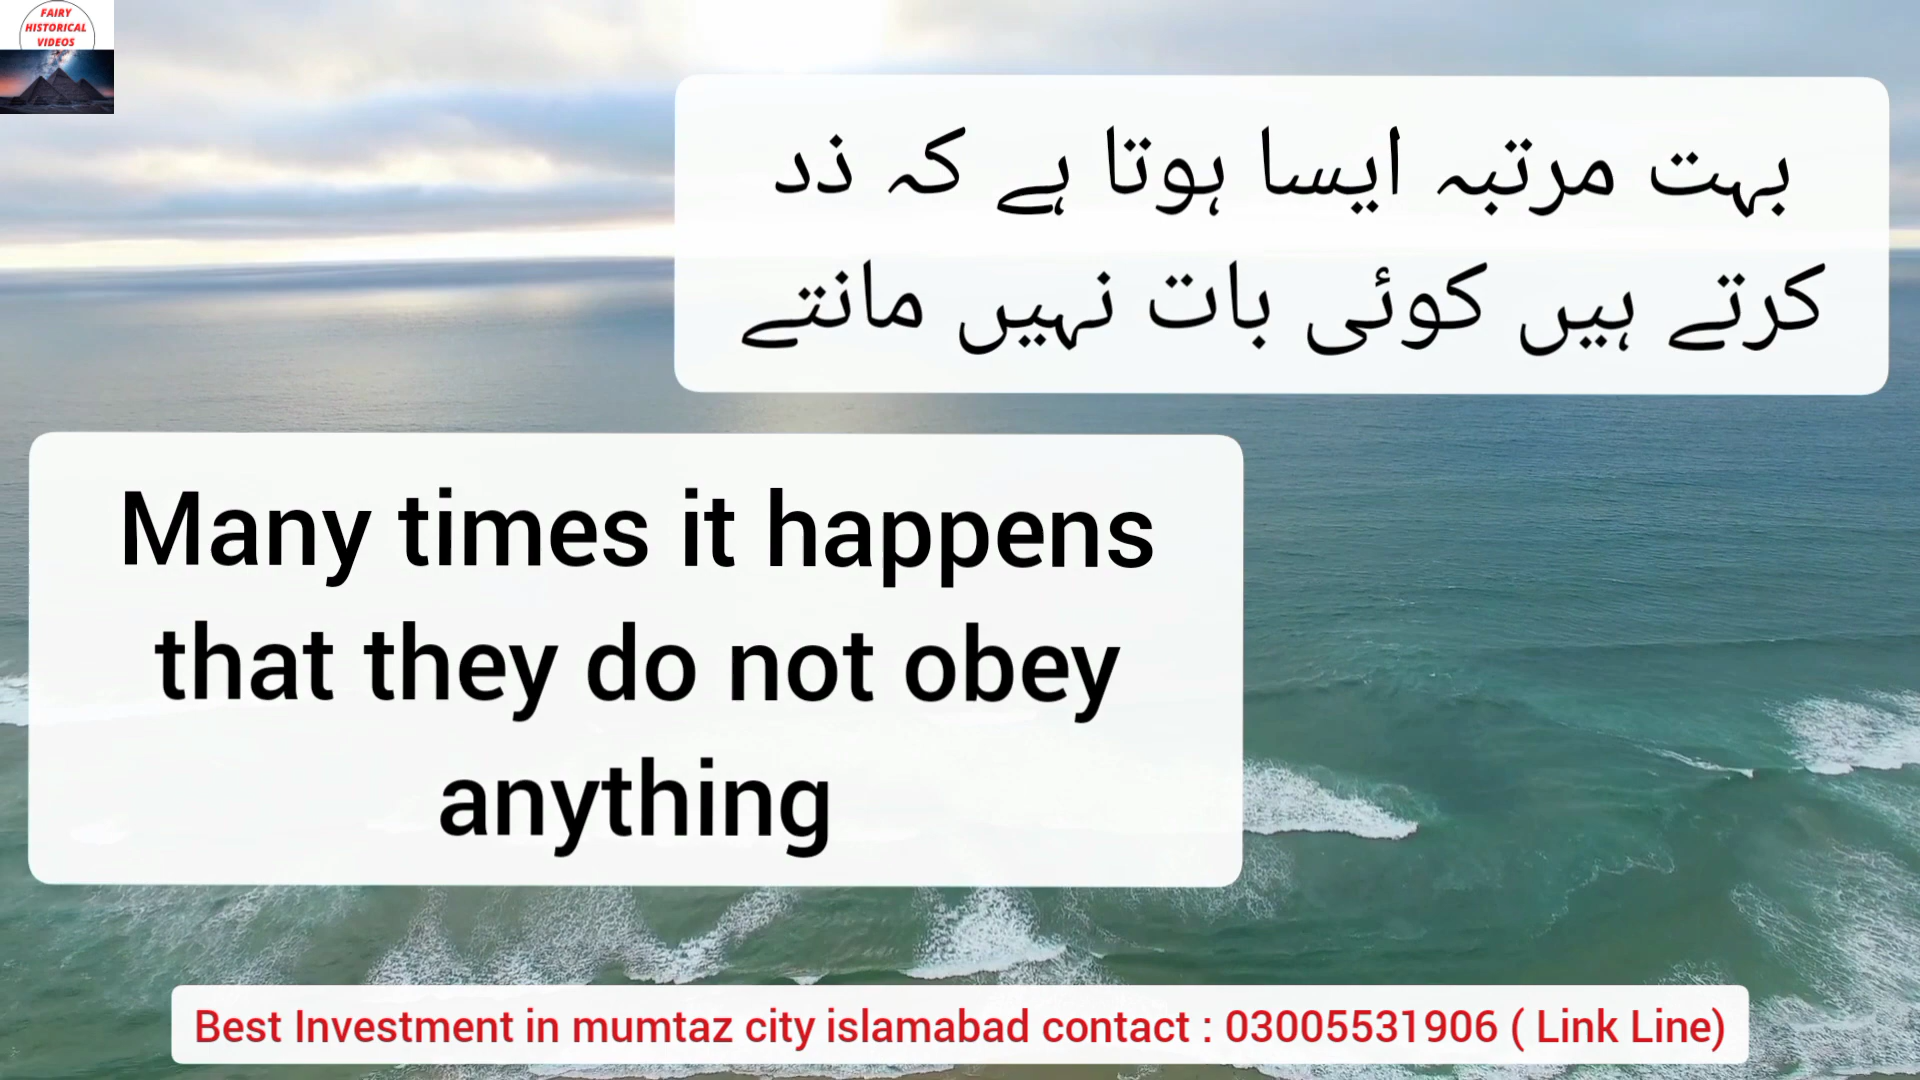 FAIRY
HISTORICAL
VIDEOS
بہت مرتبہ ایسا ہوتا ہے کہ ذد
کرتے ہیں کوئی بات نہیں مانتے
Many times it happens
that they do not obey
anything
Best Investment in mumtaz city islamabad contact : 03005531906 ( Link Line)